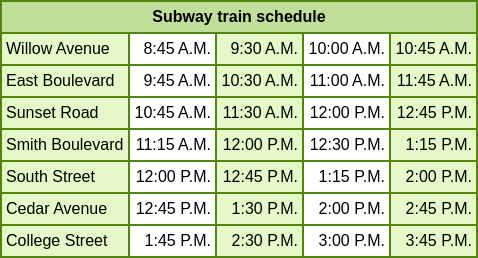 Subway train schedule
Willow Avenue 8:45 A.M. 9:30 A.M. 10:00 A.M. 10:45 A.M.
East Boulevard 9:45 A.M. 10:30 A.M. 11:00 A.M. 11:45 A.M.
Sunset Road 10:45 A.M. 11:30 A.M. 12:00 P.M. 12:45 P.M.
Smith Boulevard 11:15 A.M. 12:00 P.M. 12:30 P.M. 1:15 P.M.
South Street 12:00 P.M. 12:45 P.M. 1:15 P.M. 2:00 P.M.
Cedar Avenue 12:45 P.M. 1:30 P.M. 2:00 P.M. 2:45 P.M.
College Street 1:45 P.M. 2:30 P.M. 3:00 P.M. 3:45 P.M.